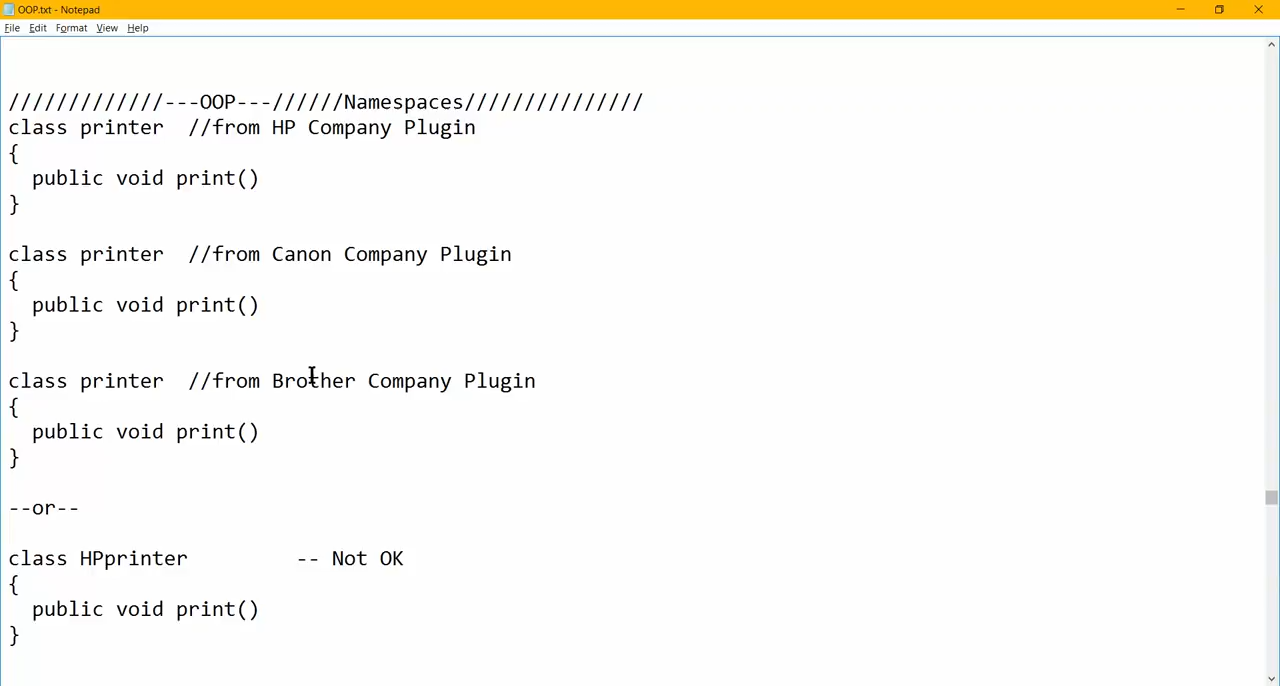 OOP.txt - Notepad
File Edit Format View Help
/////////////---OOP---//////Namespaces///////////////
class printer  //from HP Company Plugin
{
  public void print()
}
class printer  //from Canon Company Plugin
{
  public void print()
}
class printer  //from Brother Company Plugin
{
  public void print()
}
--or--
class HPprinter         -- Not OK
{
  public void print()
}